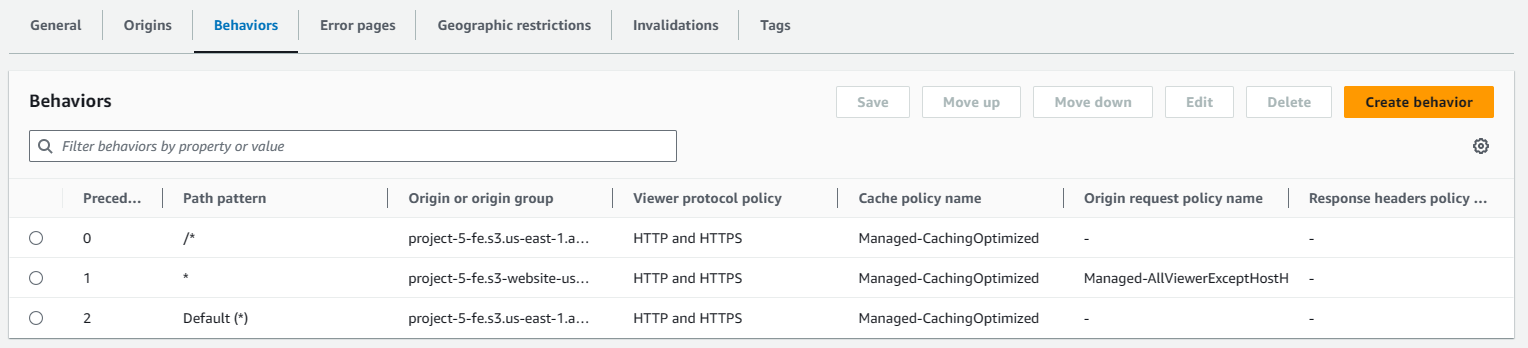 General Origins Behaviors Error pages Geographic restrictions Invalidations Tags
Behaviors Save Move up Move down Edit Delete Create behavior
Filter behaviors by property or value
Preced... Path pattern Origin or origin group Viewer protocol policy Cache policy name Origin request policy name Response headers policy ...
0 /* project-5-fe.s3.us-east-1.a... HTTP and HTTPS Managed-CachingOptimized - -
1 * project-5-fe.s3-website-us... HTTP and HTTPS Managed-CachingOptimized Managed-AllViewerExceptHostH -
2 Default (*) project-5-fe.s3.us-east-1.a... HTTP and HTTPS Managed-CachingOptimized - -